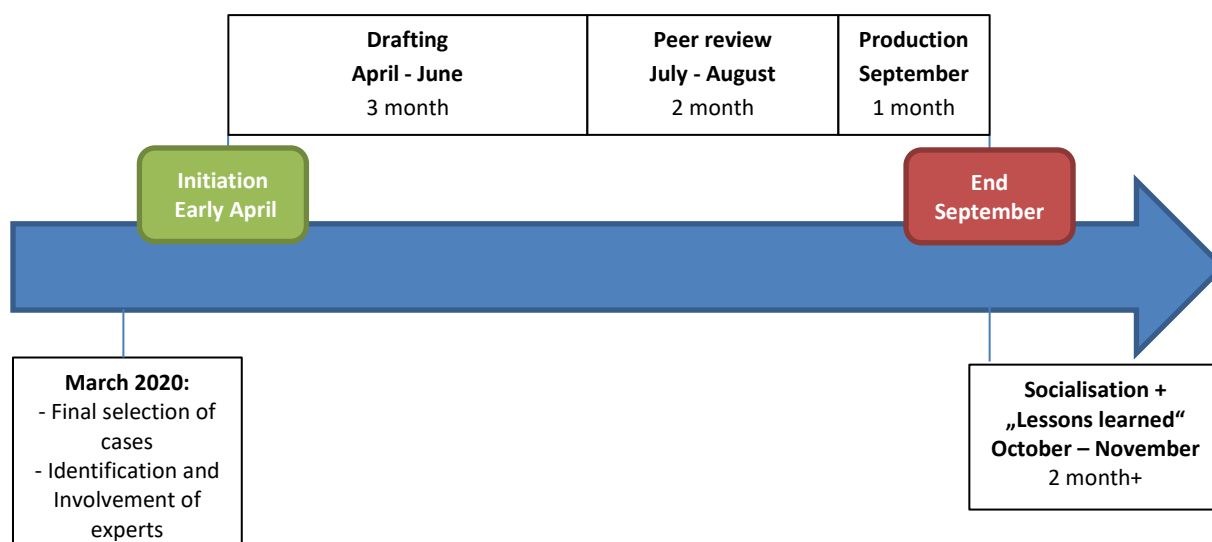 Drafting
April - June
3 month
Peer review
July - August
2 month
Production
September
1 month
Initiation
Early April
End
September
March 2020:
- Final selection of
cases
- Identification and
Involvement of
experts
Socialisation +
„Lessons learned“
October – November
2 month+